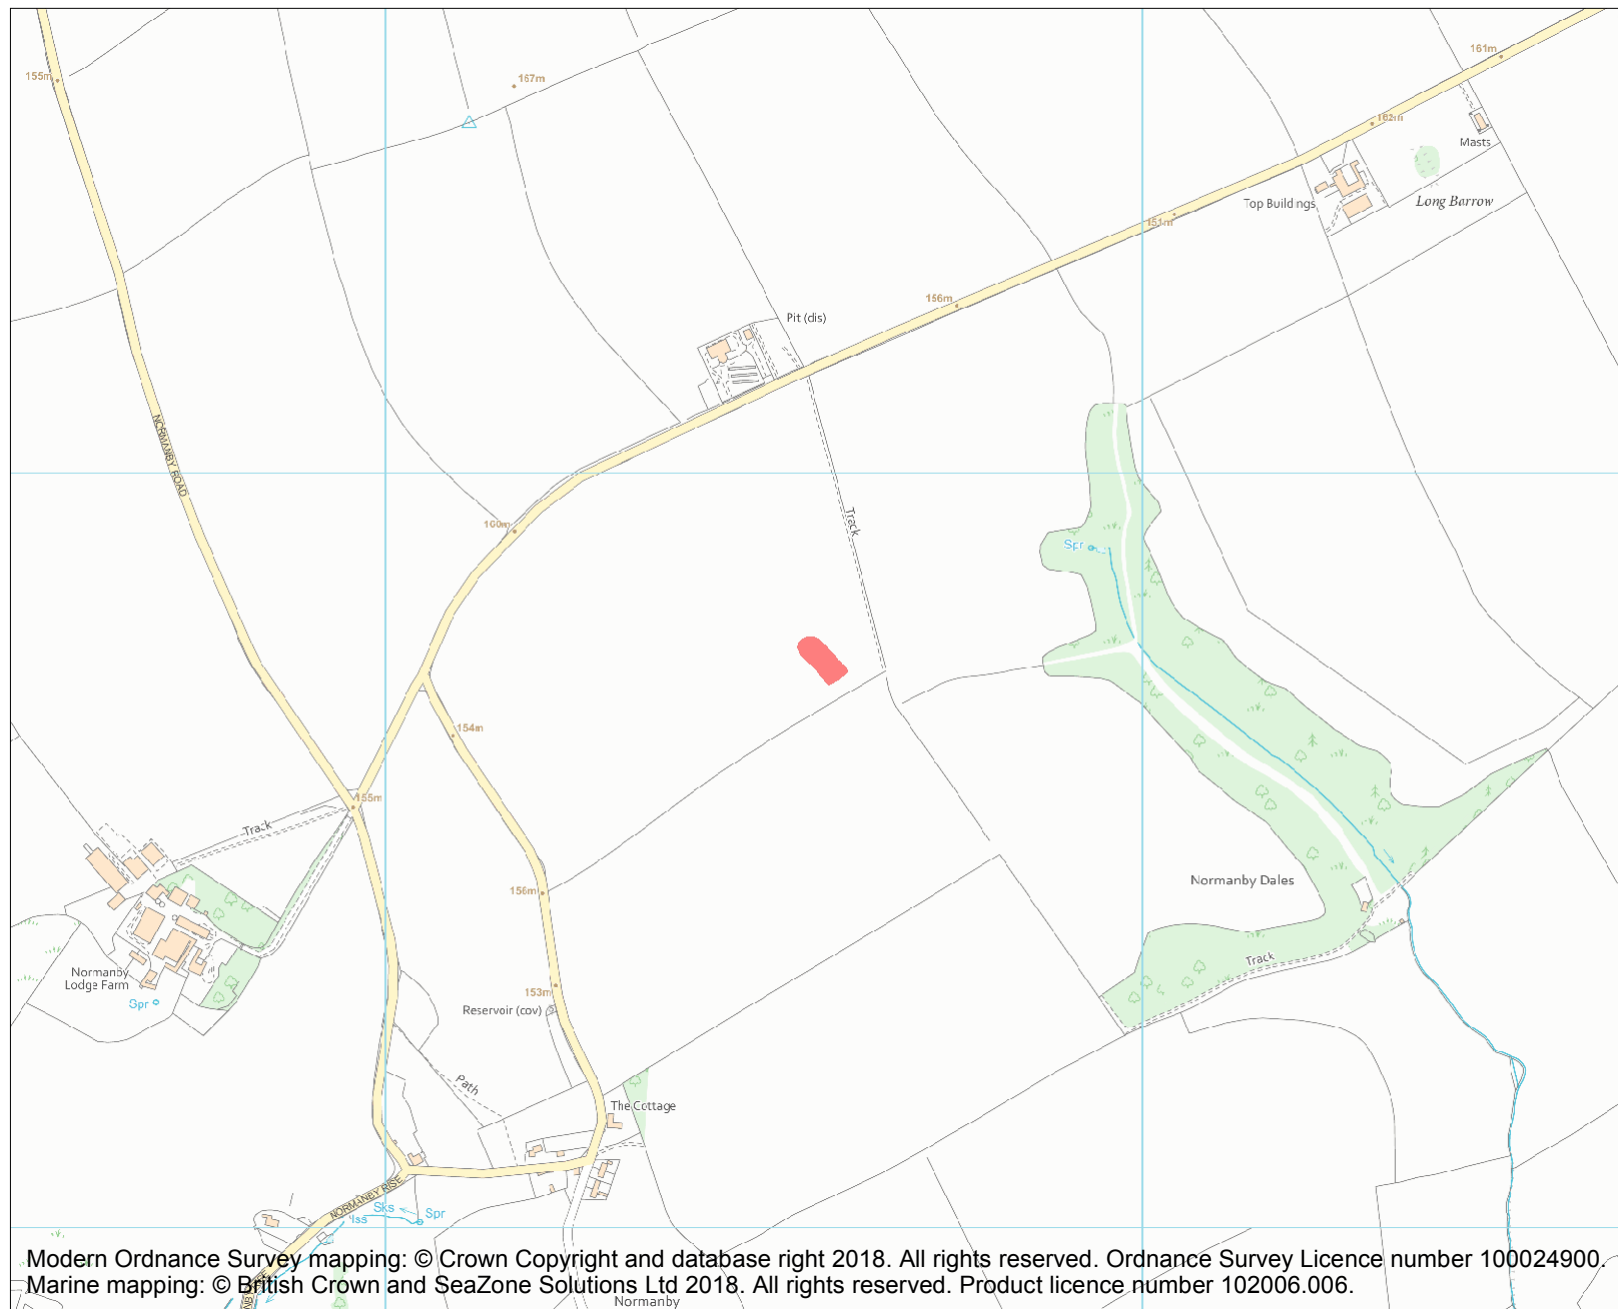 161m
155m
167m
162m
Masts
Top Buildings
Long Barrow
151m
156m
Pit (dis)
NORMANBY ROAD
Track
160m
Spr
154m
155m
Track
156m
Normanby Dales
Track
Normanby
Lodge Farm
Spr
153m
Reservoir (cov)
Path
The Cottage
NORMANBY RISE
Sks
Spr
Iss
Modern Ordnance Survey mapping: © Crown Copyright and database right 2018. All rights reserved. Ordnance Survey Licence number 100024900.
Marine mapping: © British Crown and SeaZone Solutions Ltd 2018. All rights reserved. Product licence number 102006.006.
Normanby